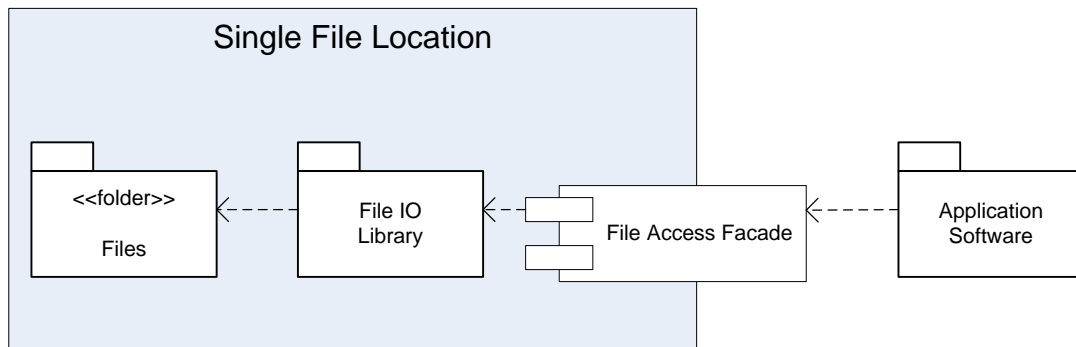 Single File Location
<<folder>>
Files
File IO
Library
File Access Facade
Application
Software